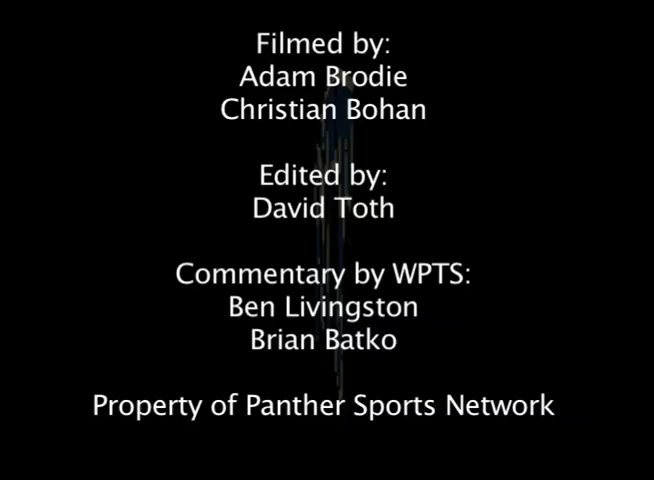 Filmed by:
Adam Brodie
Christian Bohan
Edited by:
David Toth
Commentary by WPTS:
Ben Livingston
Brian Batko
Property of Panther Sports Network